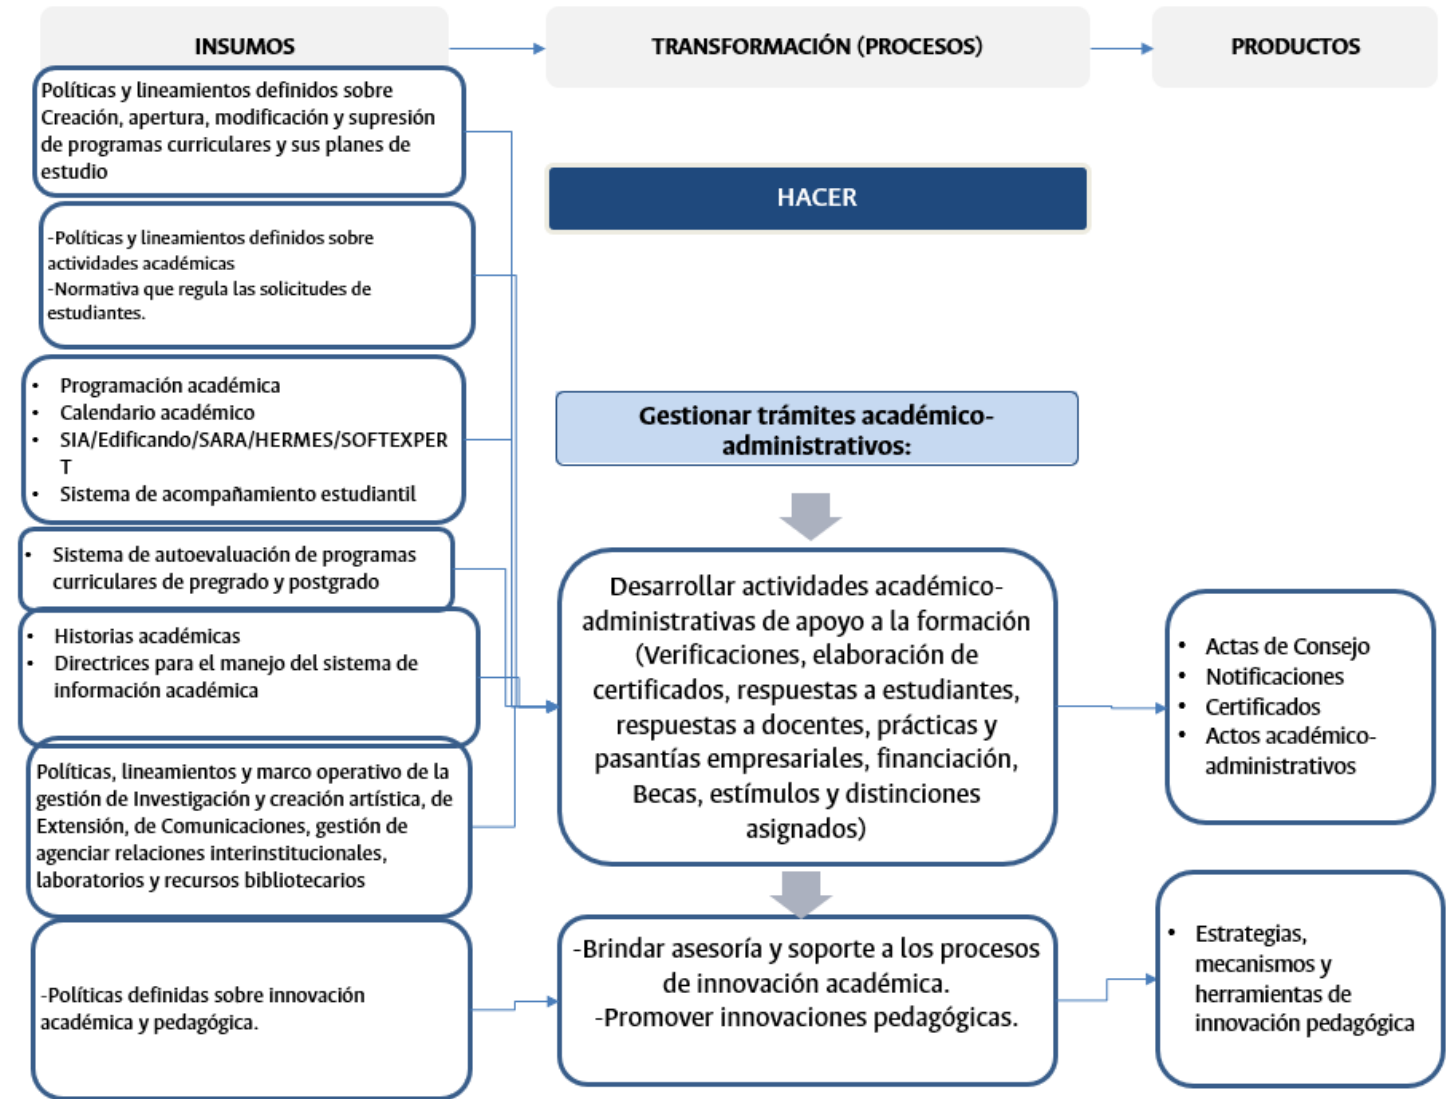 INSUMOS
TRANSFORMACIÓN (PROCESOS)
PRODUCTOS
Políticas y lineamientos definidos sobre
Creación, apertura, modificación y supresión
de programas curriculares y sus planes de
estudio
HACER
-Políticas y lineamientos definidos sobre
actividades académicas
-Normativa que regula las solicitudes de
estudiantes.
• Programación académica
• Calendario académico
• SIA/Edificando/SARA/HERMES/SOFTEXPER
T
• Sistema de acompañamiento estudiantil
Gestionar trámites académico-
administrativos:
• Sistema de autoevaluación de programas
curriculares de pregrado y postgrado
• Historias académicas
• Directrices para el manejo del sistema de
información académica
Políticas, lineamientos y marco operativo de la
gestión de Investigación y creación artística, de
Extensión, de Comunicaciones, gestión de
agenciar relaciones interinstitucionales,
laboratorios y recursos bibliotecarios
Desarrollar actividades académico-
administrativas de apoyo a la formación
(Verificaciones, elaboración de
certificados, respuestas a estudiantes,
respuestas a docentes, prácticas y
pasantías empresariales, financiación,
Becas, estímulos y distinciones
asignados)
• Actas de Consejo
• Notificaciones
• Certificados
• Actos académico-
administrativos
-Políticas definidas sobre innovación
académica y pedagógica.
-Brindar asesoría y soporte a los procesos
de innovación académica.
-Promover innovaciones pedagógicas.
• Estrategias,
mecanismos y
herramientas de
innovación pedagógica